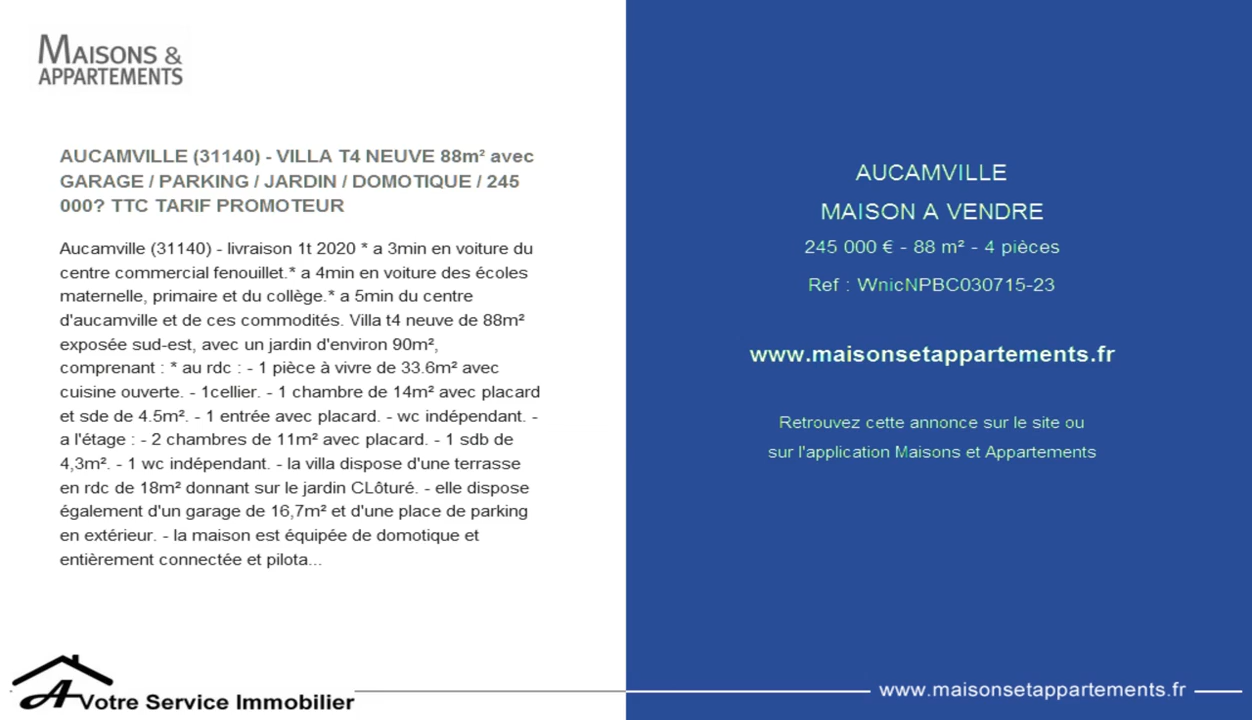 MAISONS &
APPARTEMENTS
AUCAMVILLE (31140) - VILLA T4 NEUVE 88m² avec
GARAGE / PARKING / JARDIN / DOMOTIQUE / 245
000? TTC TARIF PROMOTEUR
Aucamville (31140) - livraison 1t 2020 * a 3min en voiture du
centre commercial fenouillet.* a 4min en voiture des écoles
maternelle, primaire et du collège.* a 5min du centre
d'aucamville et de ces commodités. Villa t4 neuve de 88m²
exposée sud-est, avec un jardin d'environ 90m²,
comprenant : * au rdc : - 1 pièce à vivre de 33.6m² avec
cuisine ouverte. - 1cellier. - 1 chambre de 14m² avec placard
et sde de 4.5m². - 1 entrée avec placard. - wc indépendant. -
a l'étage : - 2 chambres de 11m² avec placard. - 1 sdb de
4,3m². - 1 wc indépendant. - la villa dispose d'une terrasse
en rdc de 18m² donnant sur le jardin CLôturé. - elle dispose
également d'un garage de 16,7m² et d'une place de parking
en extérieur. - la maison est équipée de domotique et
entièrement connectée et pilota...
A Votre Service Immobilier
AUCAMVILLE
MAISON A VENDRE
245 000 € - 88 m² - 4 pièces
Ref : WnicNPBC030715-23
www.maisonsetappartements.fr
Retrouvez cette annonce sur le site ou
sur l'application Maisons et Appartements
www.maisonsetappartements.fr